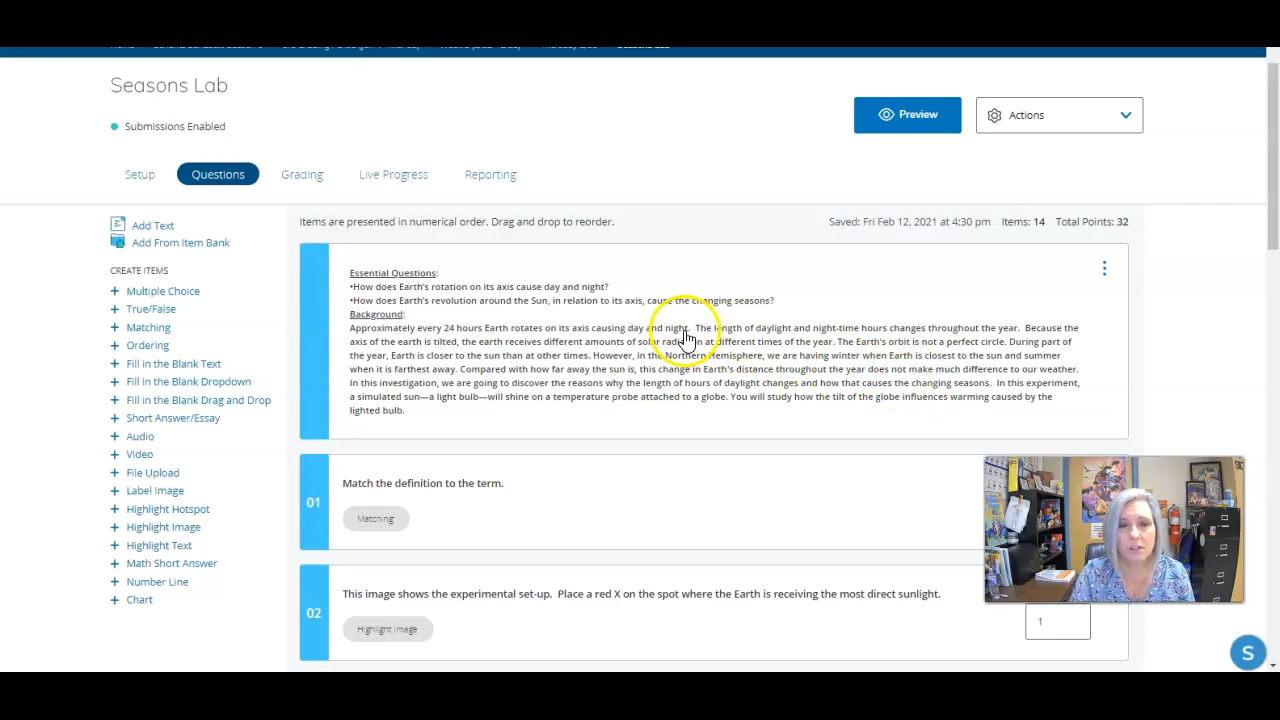 Seasons Lab
Submissions Enabled
Preview
Actions
Setup
Questions
Grading
Live Progress
Reporting
Add Text
Add From Item Bank
CREATE ITEMS
+ Multiple Choice
+ True/False
+ Matching
+ Ordering
+ Fill in the Blank Text
+ Fill in the Blank Dropdown
+ Fill in the Blank Drag and Drop
+ Short Answer/Essay
+ Audio
+ Video
+ File Upload
+ Label Image
+ Highlight Hotspot
+ Highlight Image
+ Highlight Text
+ Math Short Answer
+ Number Line
+ Chart
Items are presented in numerical order. Drag and drop to reorder.
Saved: Fri Feb 12, 2021 at 4:30 pm Items: 14 Total Points: 32
Essential Questions:
•How does Earth's rotation on its axis cause day and night?
•How does Earth's revolution around the Sun, in relation to its axis, cause the changing seasons?
Background:
Approximately every 24 hours Earth rotates on its axis causing day and night. The length of daylight and night-time hours changes throughout the year. Because the
axis of the earth is tilted, the earth receives different amounts of solar radiation at different times of the year. The Earth's orbit is not a perfect circle. During part of
the year, Earth is closer to the sun than at other times. However, in the Northern Hemisphere, we are having winter when Earth is closest to the sun and summer
when it is farthest away. Compared with how far away the sun is, this change in Earth's distance throughout the year does not make much difference to our weather.
In this investigation, we are going to discover the reasons why the length of hours of daylight changes and how that causes the changing seasons. In this experiment,
a simulated sun—a light bulb—will shine on a temperature probe attached to a globe. You will study how the tilt of the globe influences warming caused by the
lighted bulb.
01
Match the definition to the term.
Matching
02
This image shows the experimental set-up. Place a red X on the spot where the Earth is receiving the most direct sunlight.
Highlight Image
1
S